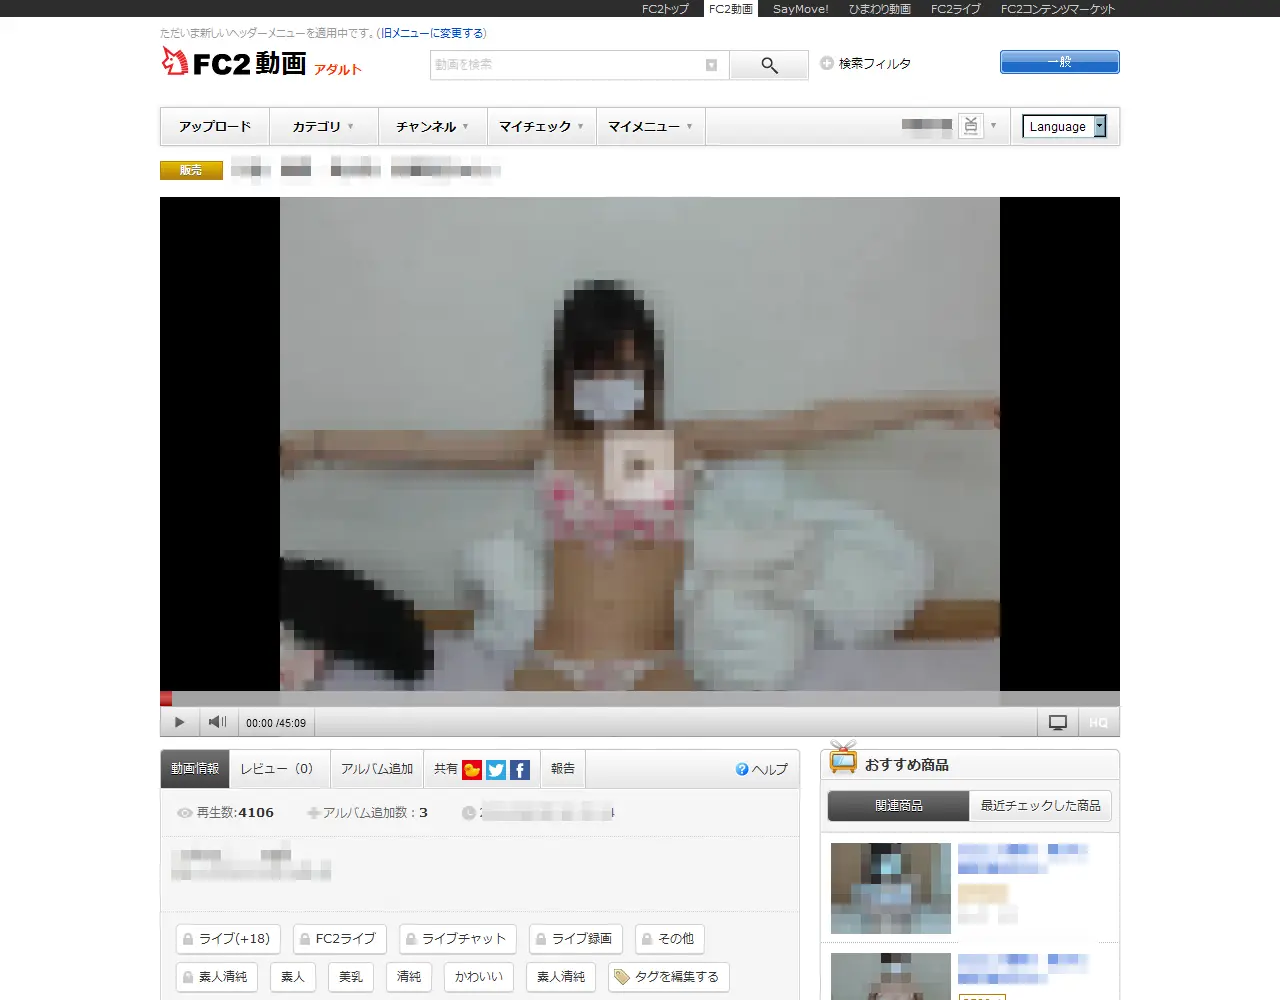 FC2トップ FC2動画 SayMove! ひまわり動画 FC2ライブ FC2コンテンツマーケット
ただいま新しいヘッダーメニューを適用中です。(旧メニューに変更する)
FC2動画 アダルト 動画を検索 検索フィルタ 一般
アップロード カテゴリ チャンネル マイチェック マイメニュー Language
販売
00:00 /45:09 HQ
動画情報 レビュー（0） アルバム追加 共有 報告 ヘルプ
おすすめ商品
関連商品 最近チェックした商品
再生数:4106 アルバム追加数：3
ライブ(+18) FC2ライブ ライブチャット ライブ録画 その他
素人清純 素人 美乳 清純 かわいい 素人清純 タグを編集する